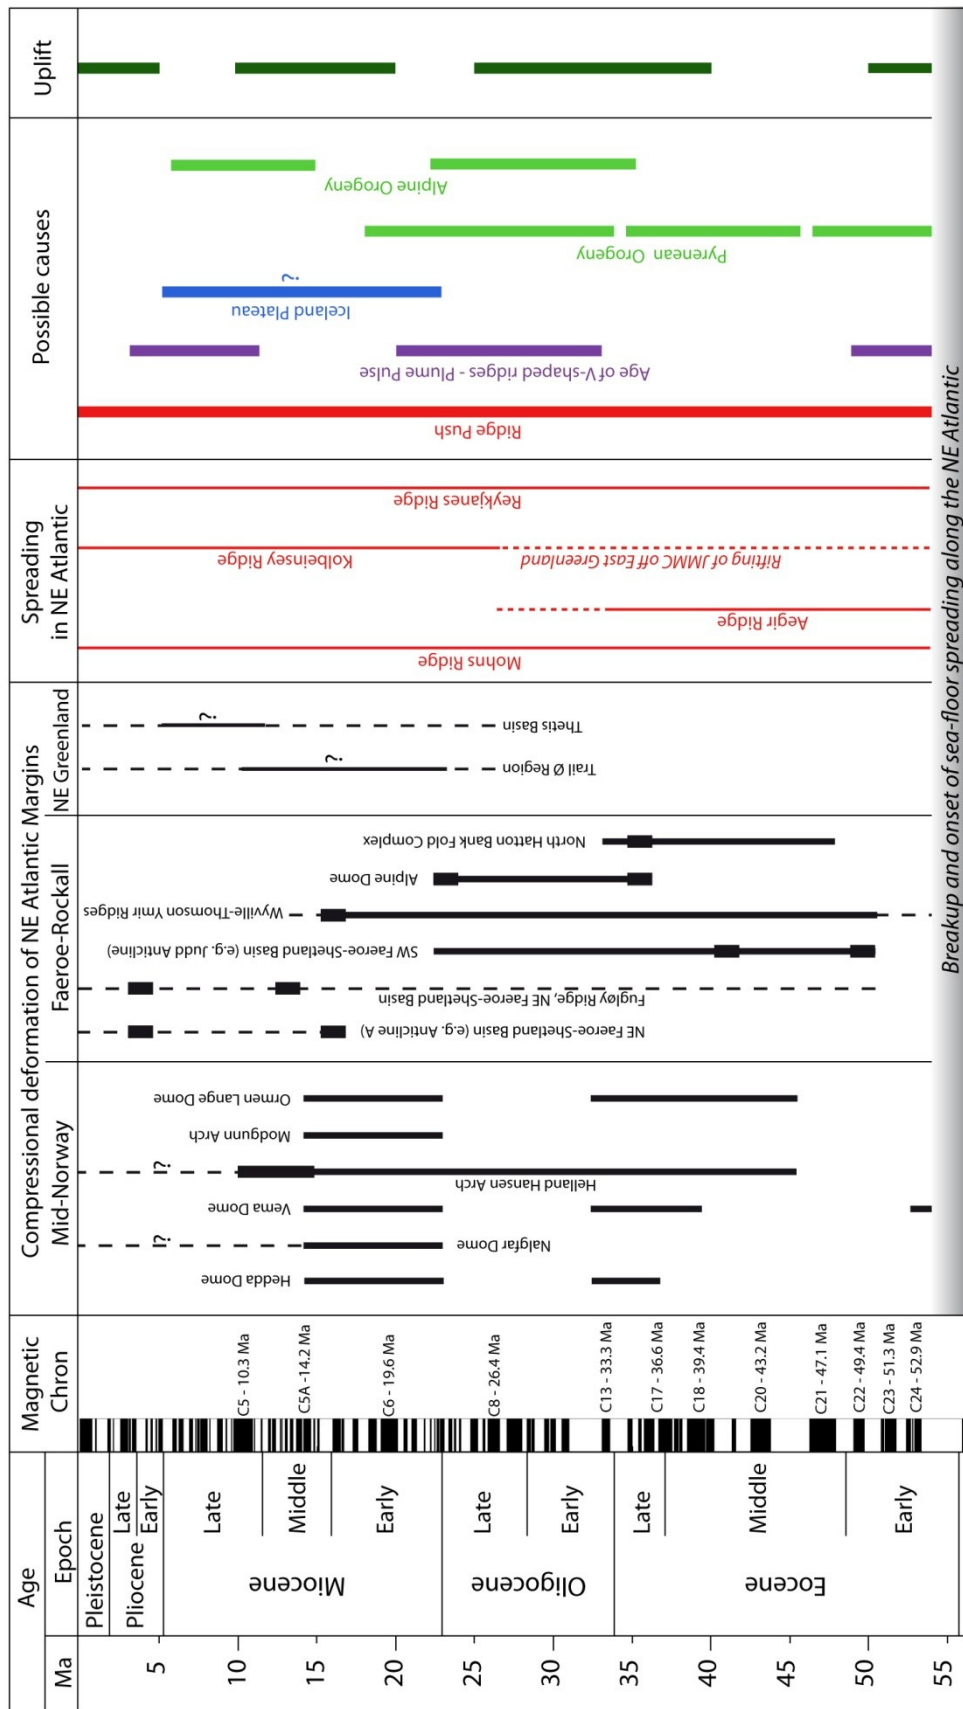 Age
Ma
Epoch
Magnetic
Chron
Compressional deformation of NE Atlantic Margins
Mid-Norway
Faeroe-Rockall
NE Greenland
Spreading
in NE Atlantic
Possible causes
Uplift
5
10
15
20
25
30
35
40
45
50
55
Pleistocene
Pliocene
Late
Early
Miocene
Late
Middle
Early
Oligocene
Late
Early
Eocene
Late
Middle
Early
C5 - 10.3 Ma
C5A -14.2 Ma
C6 - 19.6 Ma
C8 - 26.4 Ma
C13 - 33.3 Ma
C17 - 36.6 Ma
C18 - 39.4 Ma
C20 - 43.2 Ma
C21 - 47.1 Ma
C22 - 49.4 Ma
C23 - 51.3 Ma
C24 - 52.9 Ma
Hedda Dome
Nalgfar Dome
?
Vema Dome
Helland Hansen Arch
?
Modgunn Arch
Ormen Lange Dome
NE Faeroe-Shetland Basin (e.g. Anticline A)
Fugløy Ridge, NE Faeroe-Shetland Basin
SW Faeroe-Shetland Basin (e.g. Judd Anticline)
Wyville-Thomson Ymir Ridges
Alpine Dome
North Hatton Bank Fold Complex
Trail Ø Region
?
Thetis Basin
?
Mohns Ridge
Aegir Ridge
Kolbeinsey Ridge
Rifting of JMMC off East Greenland
Reykjanes Ridge
Ridge Push
Age of V-shaped ridges - Plume Pulse
Iceland Plateau
?
Pyrenean Orogeny
Alpine Orogeny
Breakup and onset of sea-floor spreading along the NE Atlantic